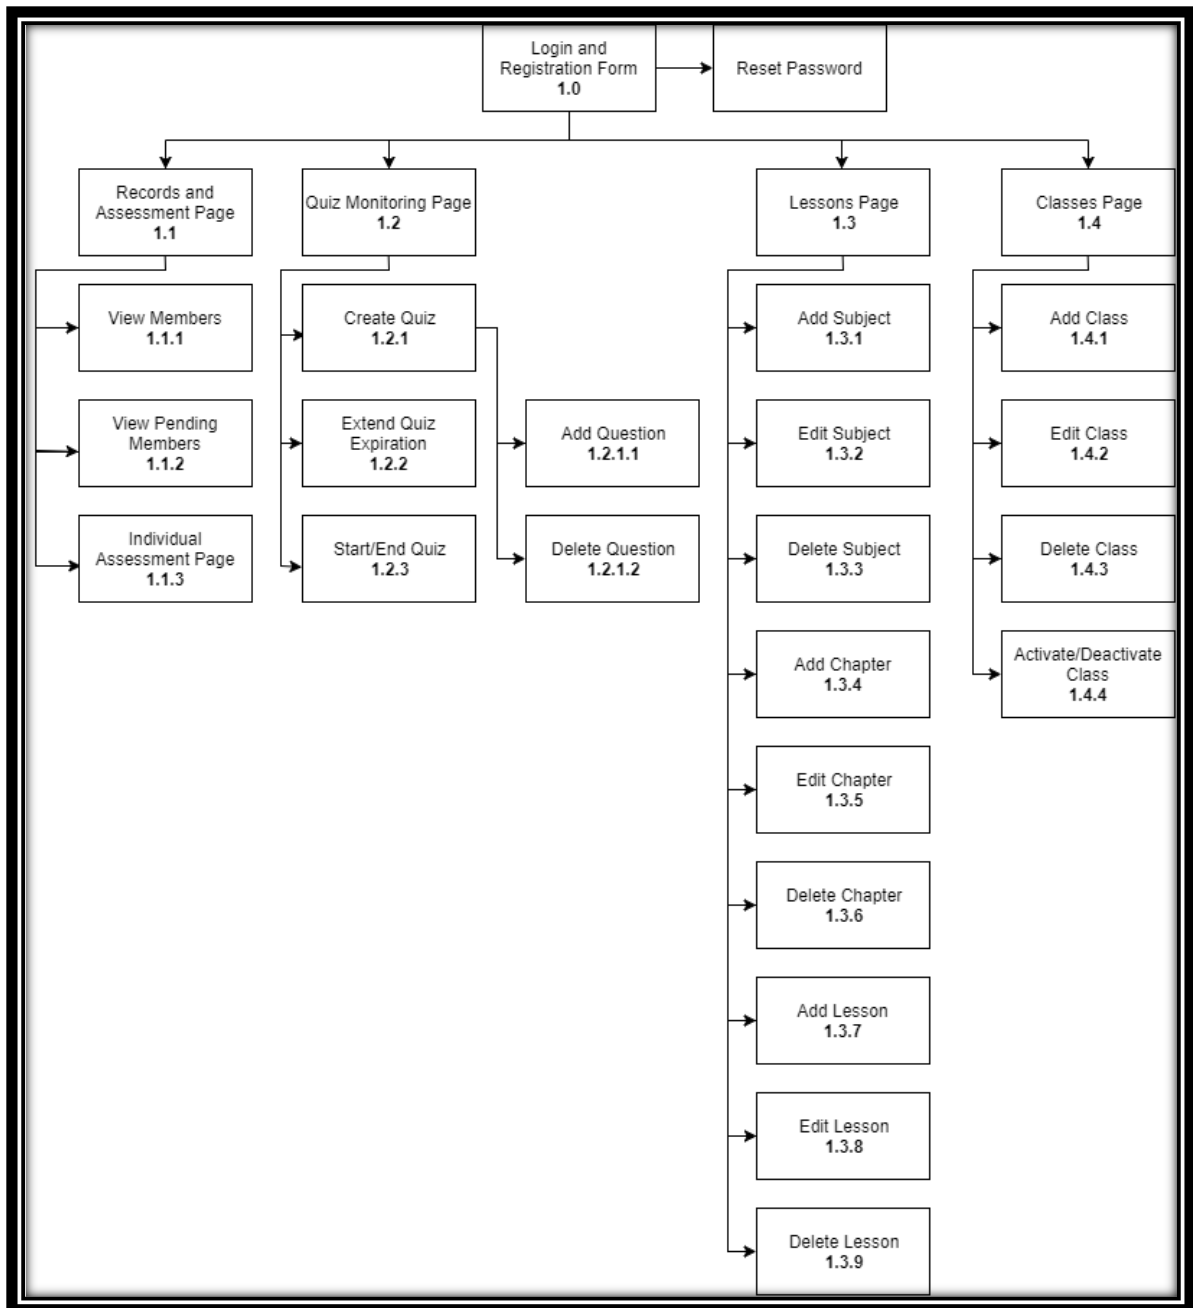 Login and
Registration Form
1.0
Reset Password
Records and
Assessment Page
1.1
Quiz Monitoring Page
1.2
Lessons Page
1.3
Classes Page
1.4
View Members
1.1.1
Create Quiz
1.2.1
Add Subject
1.3.1
Add Class
1.4.1
View Pending
Members
1.1.2
Extend Quiz
Expiration
1.2.2
Add Question
1.2.1.1
Edit Subject
1.3.2
Edit Class
1.4.2
Individual
Assessment Page
1.1.3
Start/End Quiz
1.2.3
Delete Question
1.2.1.2
Delete Subject
1.3.3
Delete Class
1.4.3
Add Chapter
1.3.4
Activate/Deactivate
Class
1.4.4
Edit Chapter
1.3.5
Delete Chapter
1.3.6
Add Lesson
1.3.7
Edit Lesson
1.3.8
Delete Lesson
1.3.9